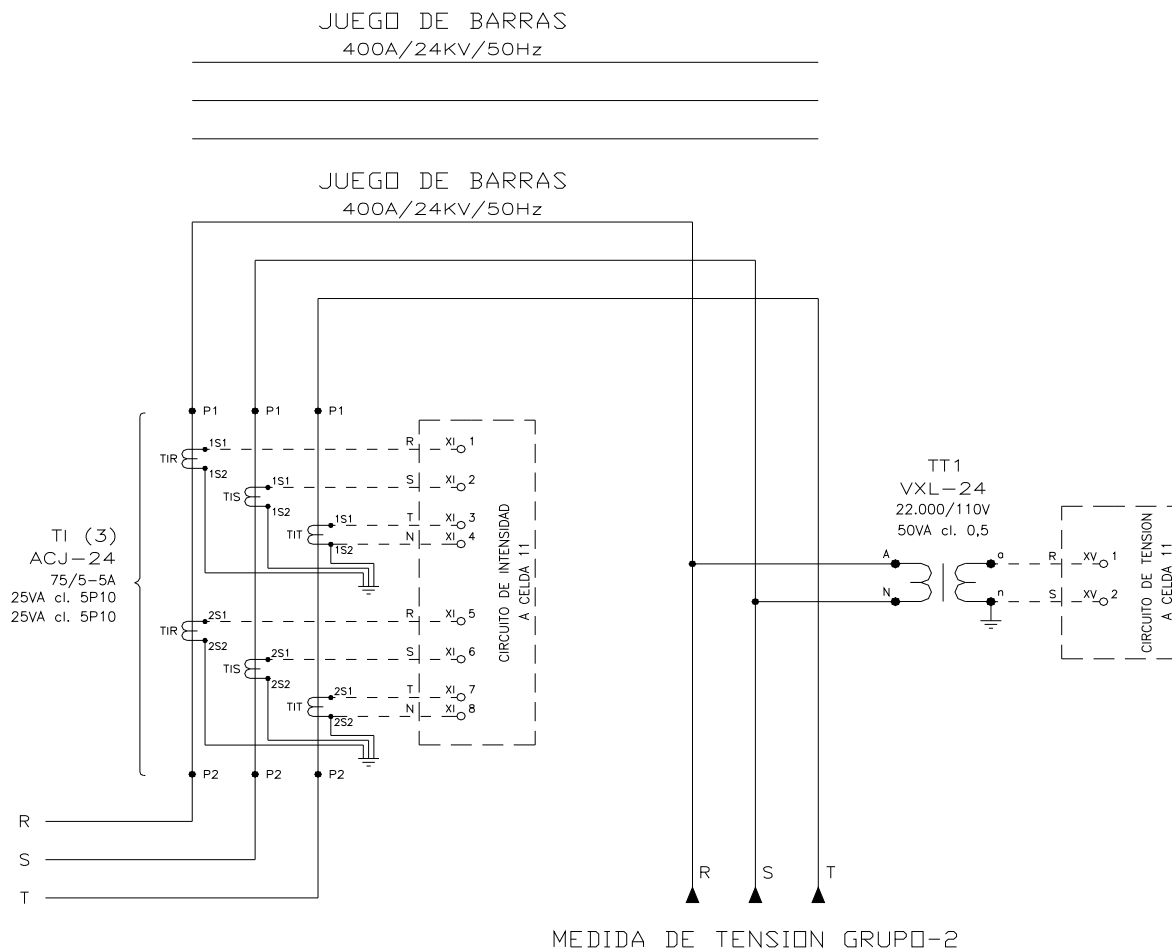 JUEGO DE BARRAS
400A/24KV/50Hz
JUEGO DE BARRAS
400A/24KV/50Hz
P1 P1 P1
TIR 1S1 R XI 1
1S2
TIS 1S1 S XI 2
1S2
TIT 1S1 T XI 3
1S2 N XI 4
TI (3)
ACJ-24
75/5-5A
25VA cl. 5P10
25VA cl. 5P10
TIR 2S1 R XI 5
2S2
TIS 2S1 S XI 6
2S2
TIT 2S1 T XI 7
2S2 N XI 8
CIRCUITO DE INTENSIDAD
A CELDA 11
P2 P2 P2
R
S
T
TT1
VXL-24
22.000/110V
50VA cl. 0,5
A a R XV 1
N n S XV 2
CIRCUITO DE TENSION
A CELDA 11
R S T
MEDIDA DE TENSION GRUPO-2